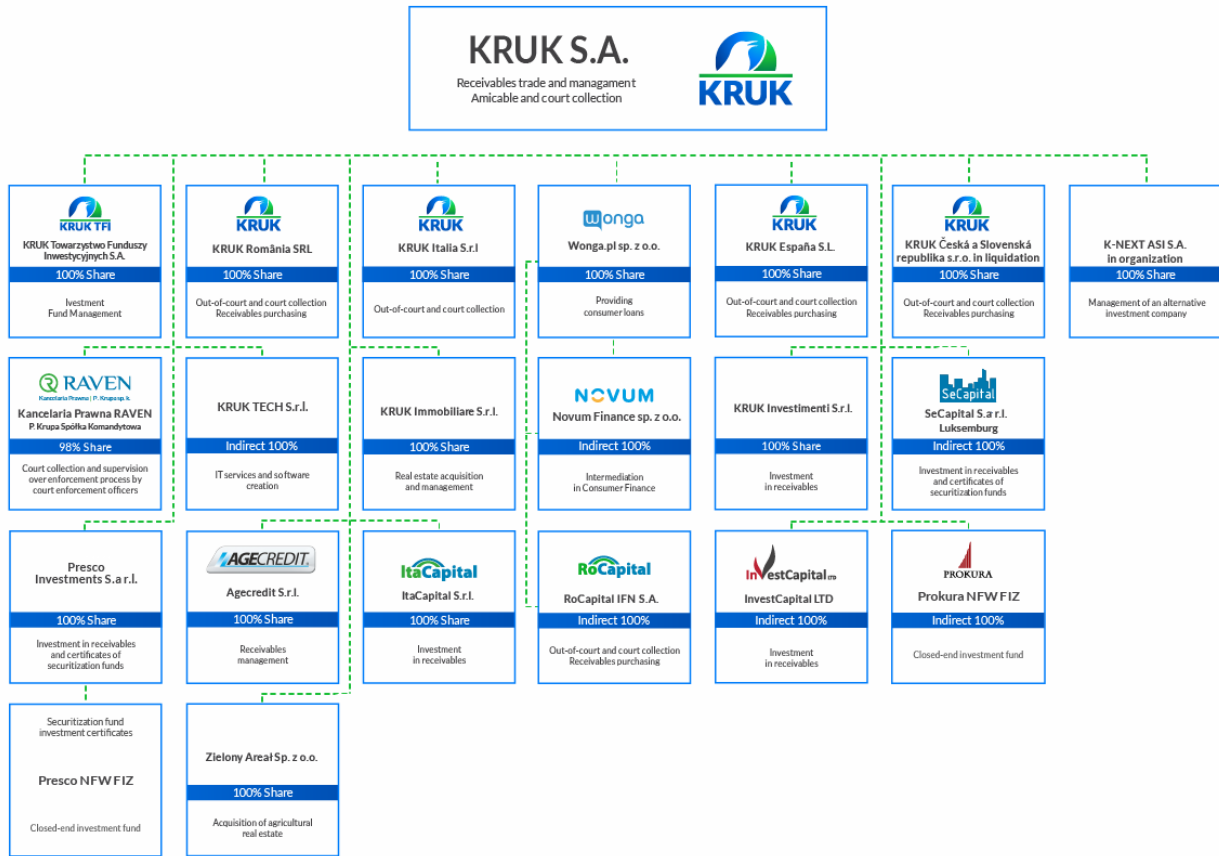 KRUK S.A.
Receivables trade and managament
Amicable and court collection
KRUK
KRUK TFI
KRUK Towarzystwo Funduszy
Inwestycyjnych S.A.
100% Share
Ivestment
Fund Management
KRUK
KRUK România SRL
100% Share
Out-of-court and court collection
Receivables purchasing
KRUK
KRUK Italia S.r.l
100% Share
Out-of-court and court collection
wonga
Wonga.pl sp. z o.o.
100% Share
Providing
consumer loans
KRUK
KRUK España S.L.
100% Share
Out-of-court and court collection
Receivables purchasing
KRUK
KRUK Česká a Slovenská
republika s.r.o. in liquidation
100% Share
Out-of-court and court collection
Receivables purchasing
K-NEXT ASI S.A.
in organization
100% Share
Management of an alternative
investment company
RAVEN
Kancelaria Prawna | P. Krupa sp. k.
Kancelaria Prawna RAVEN
P. Krupa Spółka Komandytowa
98% Share
Court collection and supervision
over enforcement process by
court enforcement officers
KRUK TECH S.r.l.
Indirect 100%
IT services and software
creation
KRUK Immobiliare S.r.l.
100% Share
Real estate acquisition
and management
NOVUM
Novum Finance sp. z o.o.
Indirect 100%
Intermediation
in Consumer Finance
KRUK Investimenti S.r.l.
100% Share
Investment
in receivables
SeCapital
SeCapital S.a r.l.
Luksemburg
Indirect 100%
Investment in receivables
and certificates of
securitization funds
Presco
Investments S.a r.l.
100% Share
Investment in receivables
and certificates of
securitization funds
AGECREDIT.
Agecredit S.r.l.
100% Share
Receivables
management
ItaCapital
ItaCapital S.r.l.
100% Share
Investment
in receivables
RoCapital
RoCapital IFN S.A.
Indirect 100%
Out-of-court and court collection
Receivables purchasing
InvestCapital LTD
InvestCapital LTD
Indirect 100%
Investment
in receivables
PROKURA
Prokura NFW FIZ
Indirect 100%
Closed-end investment fund
Securitization fund
investment certificates
Presco NFW FIZ
Closed-end investment fund
Zielony Areał Sp. z o.o.
100% Share
Acquisition of agricultural
real estate